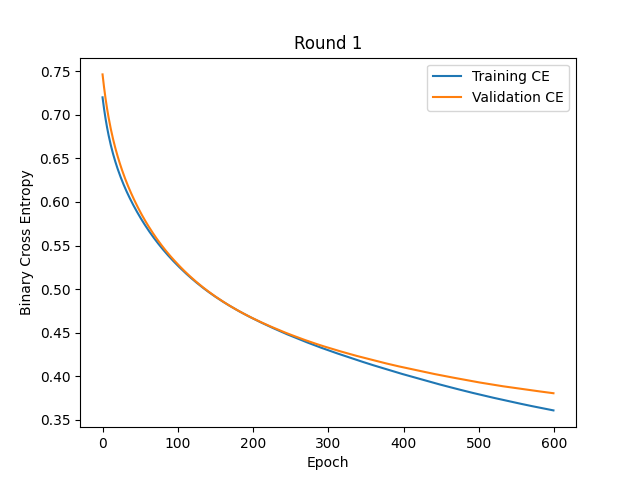 Round 1
Training CE
Validation CE
Binary Cross Entropy
0.75
0.70
0.65
0.60
0.55
0.50
0.45
0.40
0.35
0 100 200 300 400 500 600
Epoch